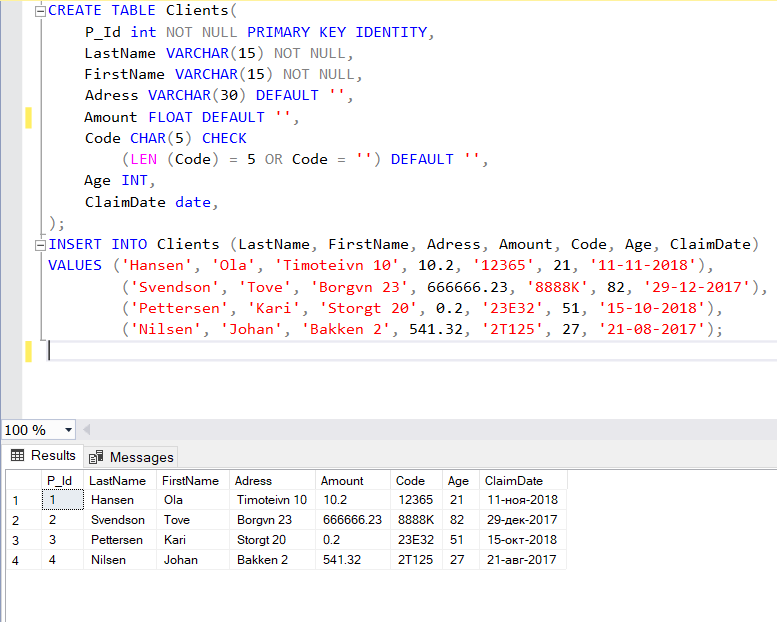 CREATE TABLE Clients(
P_Id int NOT NULL PRIMARY KEY IDENTITY,
LastName VARCHAR(15) NOT NULL,
FirstName VARCHAR(15) NOT NULL,
Adress VARCHAR(30) DEFAULT '',
Amount FLOAT DEFAULT '',
Code CHAR(5) CHECK
(LEN (Code) = 5 OR Code = '') DEFAULT '',
Age INT,
ClaimDate date,
);
INSERT INTO Clients (LastName, FirstName, Adress, Amount, Code, Age, ClaimDate)
VALUES ('Hansen', 'Ola', 'Timoteivn 10', 10.2, '12365', 21, '11-11-2018'),
('Svendson', 'Tove', 'Borgvn 23', 666666.23, '8888K', 82, '29-12-2017'),
('Pettersen', 'Kari', 'Storgt 20', 0.2, '23E32', 51, '15-10-2018'),
('Nilsen', 'Johan', 'Bakken 2', 541.32, '2T125', 27, '21-08-2017');
100 %
Results Messages
P_Id LastName FirstName Adress Amount Code Age ClaimDate
1 1 Hansen Ola Timoteivn 10 10.2 12365 21 11-ноя-2018
2 2 Svendson Tove Borgvn 23 666666.23 8888K 82 29-дек-2017
3 3 Pettersen Kari Storgt 20 0.2 23E32 51 15-окт-2018
4 4 Nilsen Johan Bakken 2 541.32 2T125 27 21-авг-2017